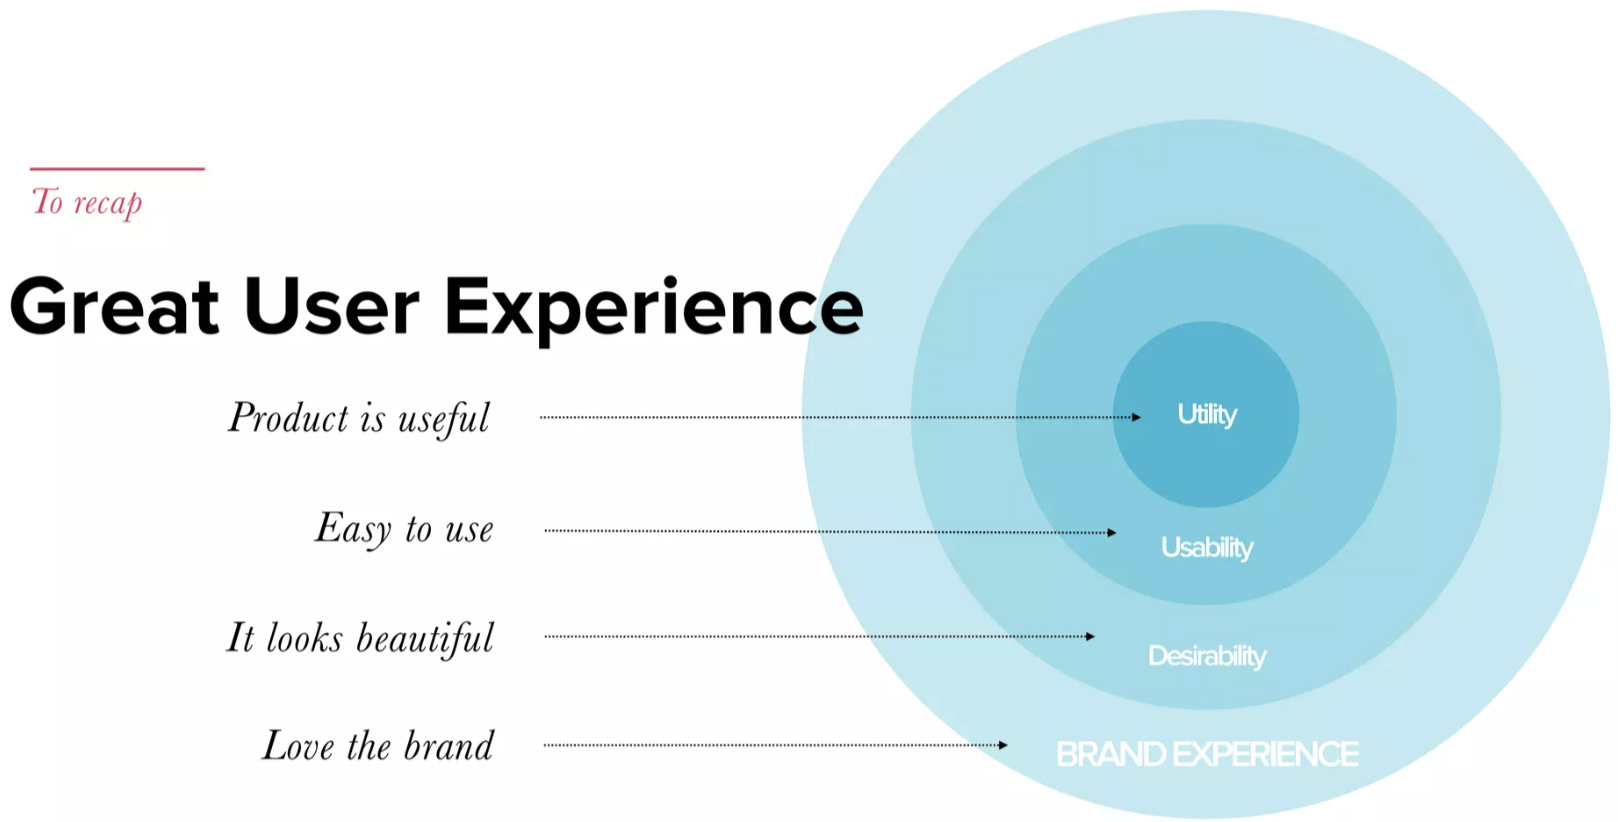 To recap
Great User Experience
Product is useful
Utility
Easy to use
Usability
It looks beautiful
Desirability
Love the brand
BRAND EXPERIENCE